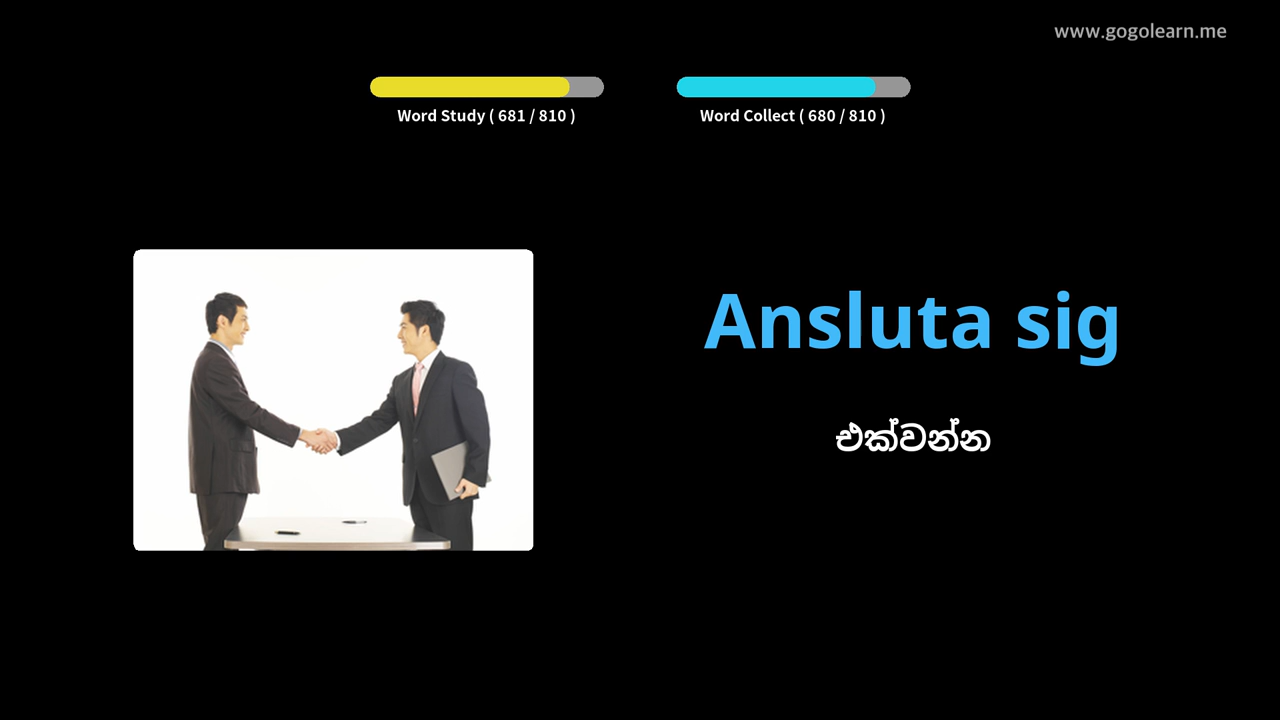 www.gogolearn.me
Word Study ( 681 / 810 )
Word Collect ( 680 / 810 )
Ansluta sig
එක්වන්න